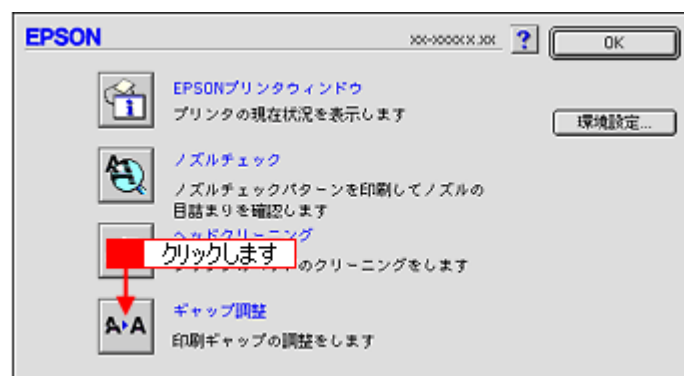 EPSON
XX-XXXXX X.XX
?
OK
EPSONプリンタウィンドウ
プリンタの現在状況を表示します
環境設定...
ノズルチェック
ノズルチェックパターンを印刷してノズルの
目詰まりを確認します
ヘッドクリーニング
クリックします
のクリーニングをします
ギャップ調整
A▸A
印刷ギャップの調整をします